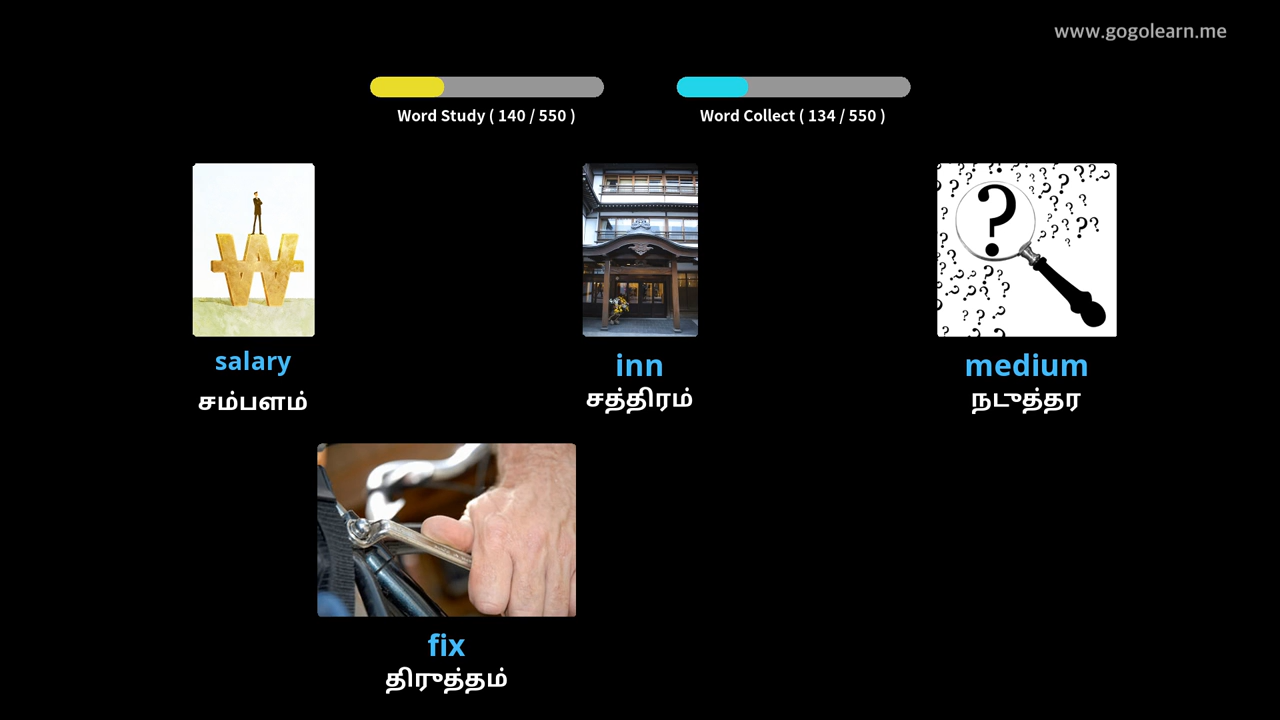 www.gogolearn.me
Word Study ( 140 / 550 )
Word Collect ( 134 / 550 )
salary
சம்பளம்
inn
சத்திரம்
medium
நடுத்தர
fix
திருத்தம்